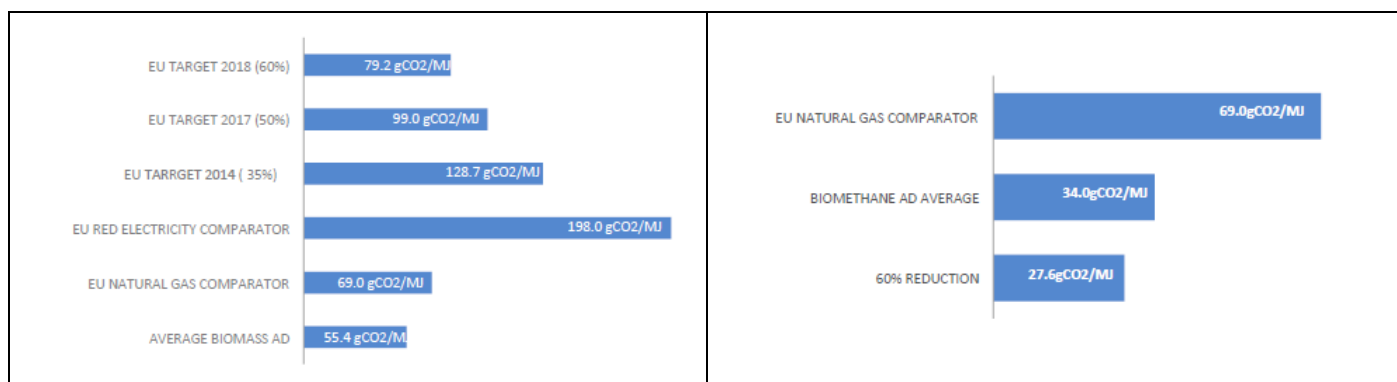 EU TARGET 2018 (60%) 79.2 gCO2/MJ
EU TARGET 2017 (50%) 99.0 gCO2/MJ
EU TARRGET 2014 ( 35%) 128.7 gCO2/MJ
EU RED ELECTRICITY COMPARATOR 198.0 gCO2/MJ
EU NATURAL GAS COMPARATOR 69.0 gCO2/MJ
AVERAGE BIOMASS AD 55.4 gCO2/MJ
EU NATURAL GAS COMPARATOR 69.0gCO2/MJ
BIOMETHANE AD AVERAGE 34.0gCO2/MJ
60% REDUCTION 27.6gCO2/MJ